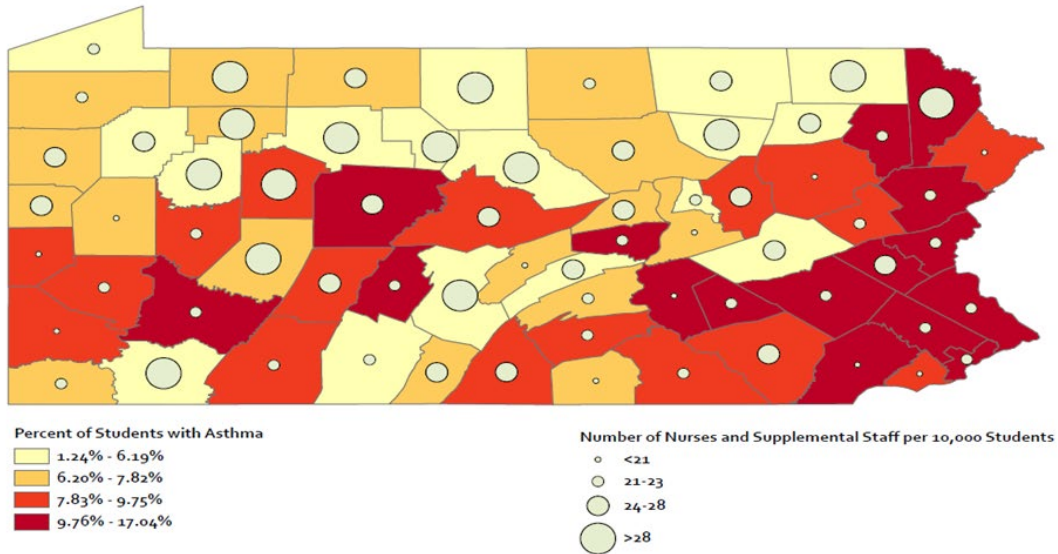 Percent of Students with Asthma
1.24% - 6.19%
6.20% - 7.82%
7.83% - 9.75%
9.76% - 17.04%
Number of Nurses and Supplemental Staff per 10,000 Students
<21
21-23
24-28
>28